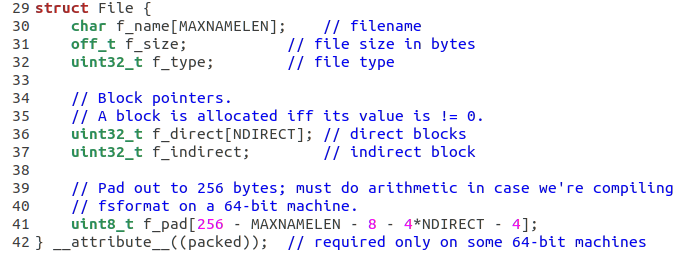 29 struct File {
30     char f_name[MAXNAMELEN];    // filename
31     off_t f_size;           // file size in bytes
32     uint32_t f_type;        // file type
33
34     // Block pointers.
35     // A block is allocated iff its value is != 0.
36     uint32_t f_direct[NDIRECT]; // direct blocks
37     uint32_t f_indirect;        // indirect block
38
39     // Pad out to 256 bytes; must do arithmetic in case we're compiling
40     // fsformat on a 64-bit machine.
41     uint8_t f_pad[256 - MAXNAMELEN - 8 - 4*NDIRECT - 4];
42 } __attribute__((packed));  // required only on some 64-bit machines